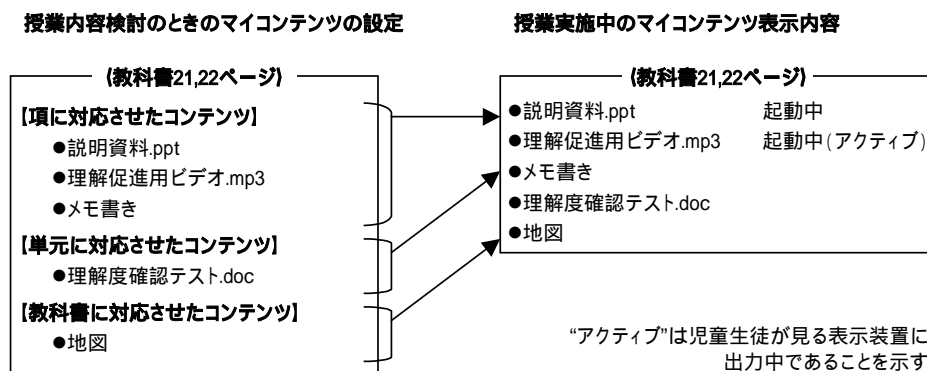 授業内容検討のときのマイコンテンツの設定
(教科書21,22ページ)
【項に対応させたコンテンツ】
●説明資料.ppt
●理解促進用ビデオ.mp3
●メモ書き
【単元に対応させたコンテンツ】
●理解度確認テスト.doc
【教科書に対応させたコンテンツ】
●地図
授業実施中のマイコンテンツ表示内容
(教科書21,22ページ)
●説明資料.ppt 起動中
●理解促進用ビデオ.mp3 起動中(アクティブ)
●メモ書き
●理解度確認テスト.doc
●地図
“アクティブ”は児童生徒が見る表示装置に
出力中であることを示す